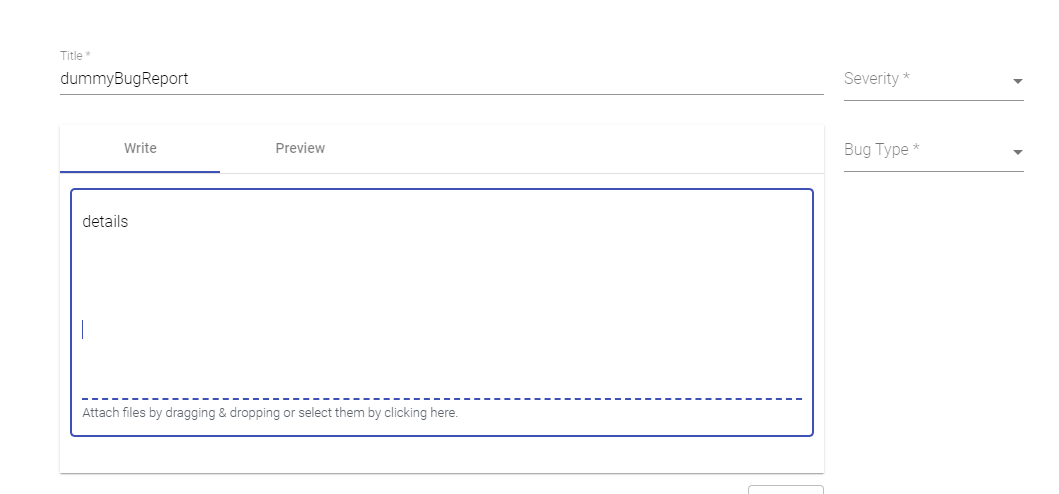 Title *
dummyBugReport
Severity *
Write
Preview
Bug Type *
details
Attach files by dragging & dropping or select them by clicking here.